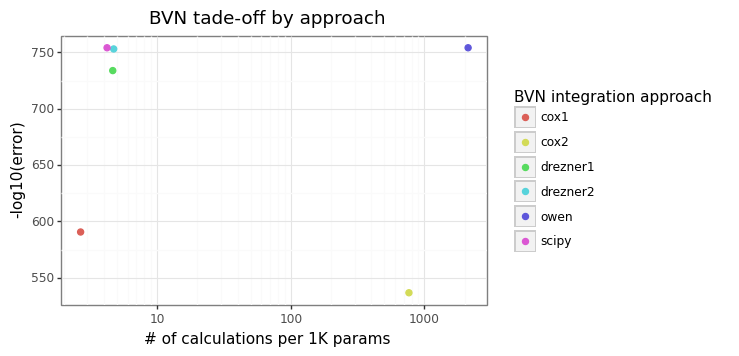 BVN tade-off by approach
750
700
650
600
550
-log10(error)
10
100
1000
# of calculations per 1K params
BVN integration approach
cox1
cox2
drezner1
drezner2
owen
scipy